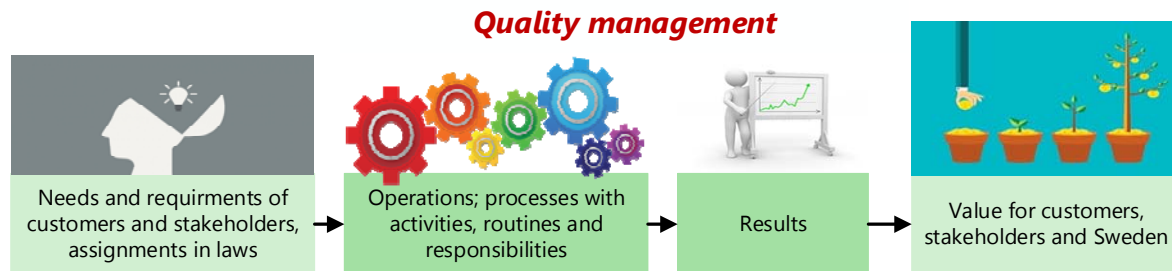 Quality management
Needs and requirments of
customers and stakeholders,
assignments in laws
Operations; processes with
activities, routines and
responsibilities
Results
Value for customers,
stakeholders and Sweden